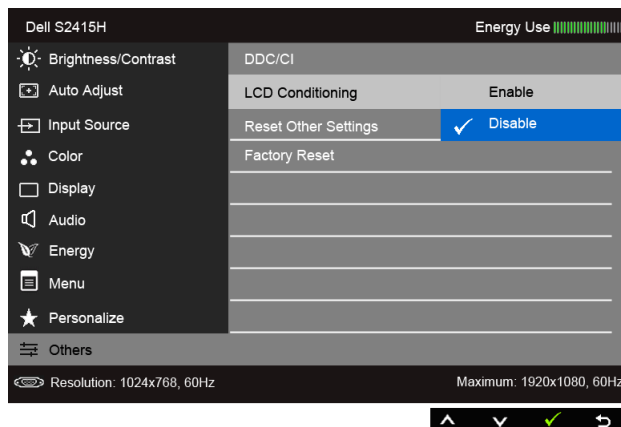 Dell S2415H Energy Use
Brightness/Contrast DDC/CI
Auto Adjust LCD Conditioning Enable
Input Source Reset Other Settings Disable
Color Factory Reset
Display
Audio
Energy
Menu
Personalize
Others
Resolution: 1024x768, 60Hz Maximum: 1920x1080, 60Hz